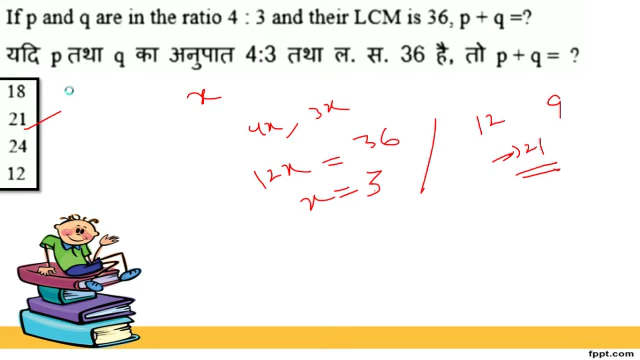 If p and q are in the ratio 4 : 3 and their LCM is 36, p + q =?
यदि p तथा q का अनुपात 4:3 तथा ल. स. 36 है, तो p + q = ?
18
21
24
12
x
4x, 3x
12x = 36
x = 3
12 9
→ 21
fppt.com